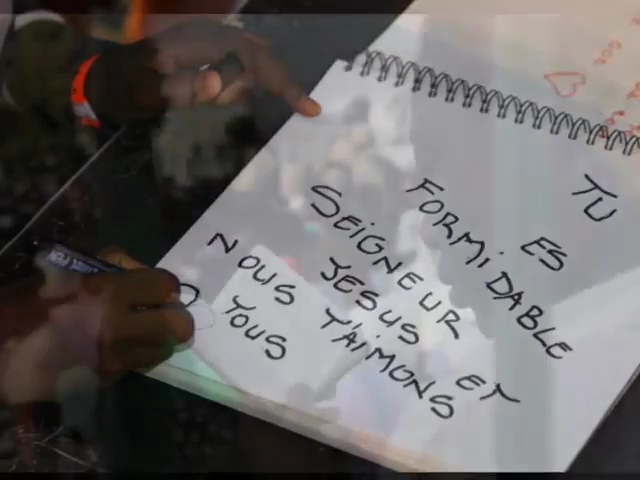 TU
ES
FORMiDABLE
SEIGNEUR
JESUS ET
NOUS T'AiMONS
TOUS